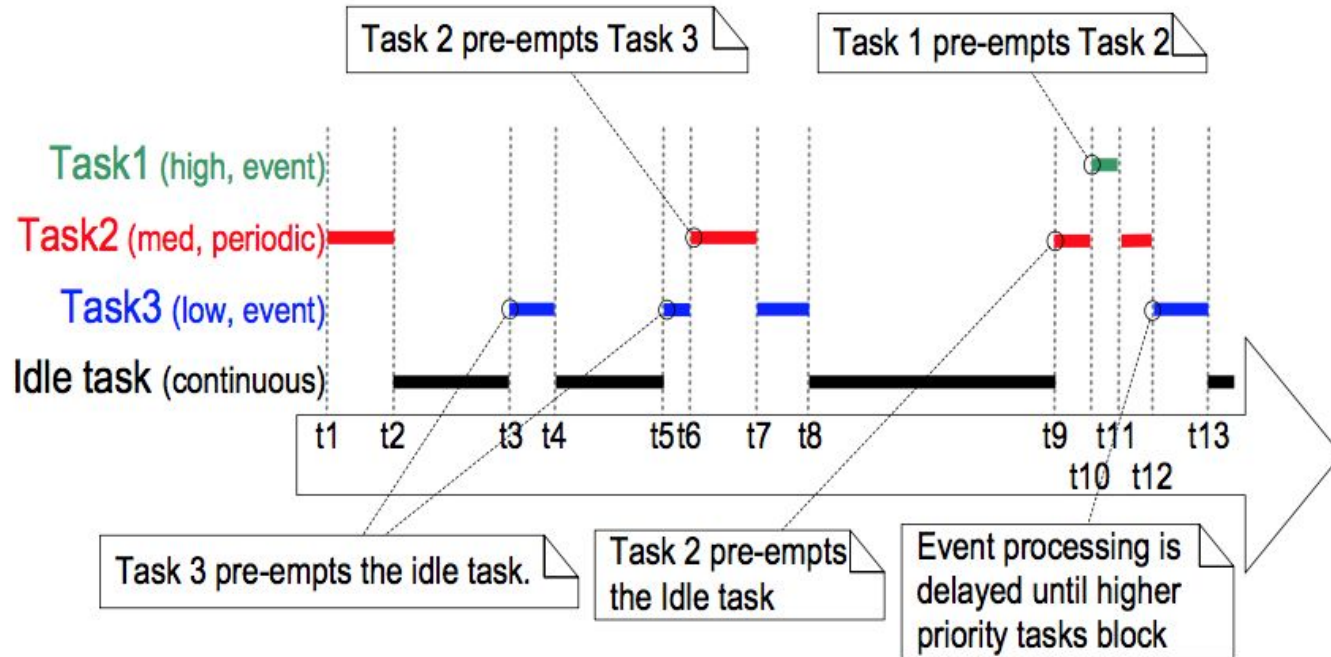 Task 2 pre-empts Task 3
Task 1 pre-empts Task 2
Task1 (high, event)
Task2 (med, periodic)
Task3 (low, event)
Idle task (continuous)
t1 t2 t3 t4 t5 t6 t7 t8 t9 t11 t13
t10 t12
Task 3 pre-empts the idle task.
Task 2 pre-empts
the Idle task
Event processing is
delayed until higher
priority tasks block